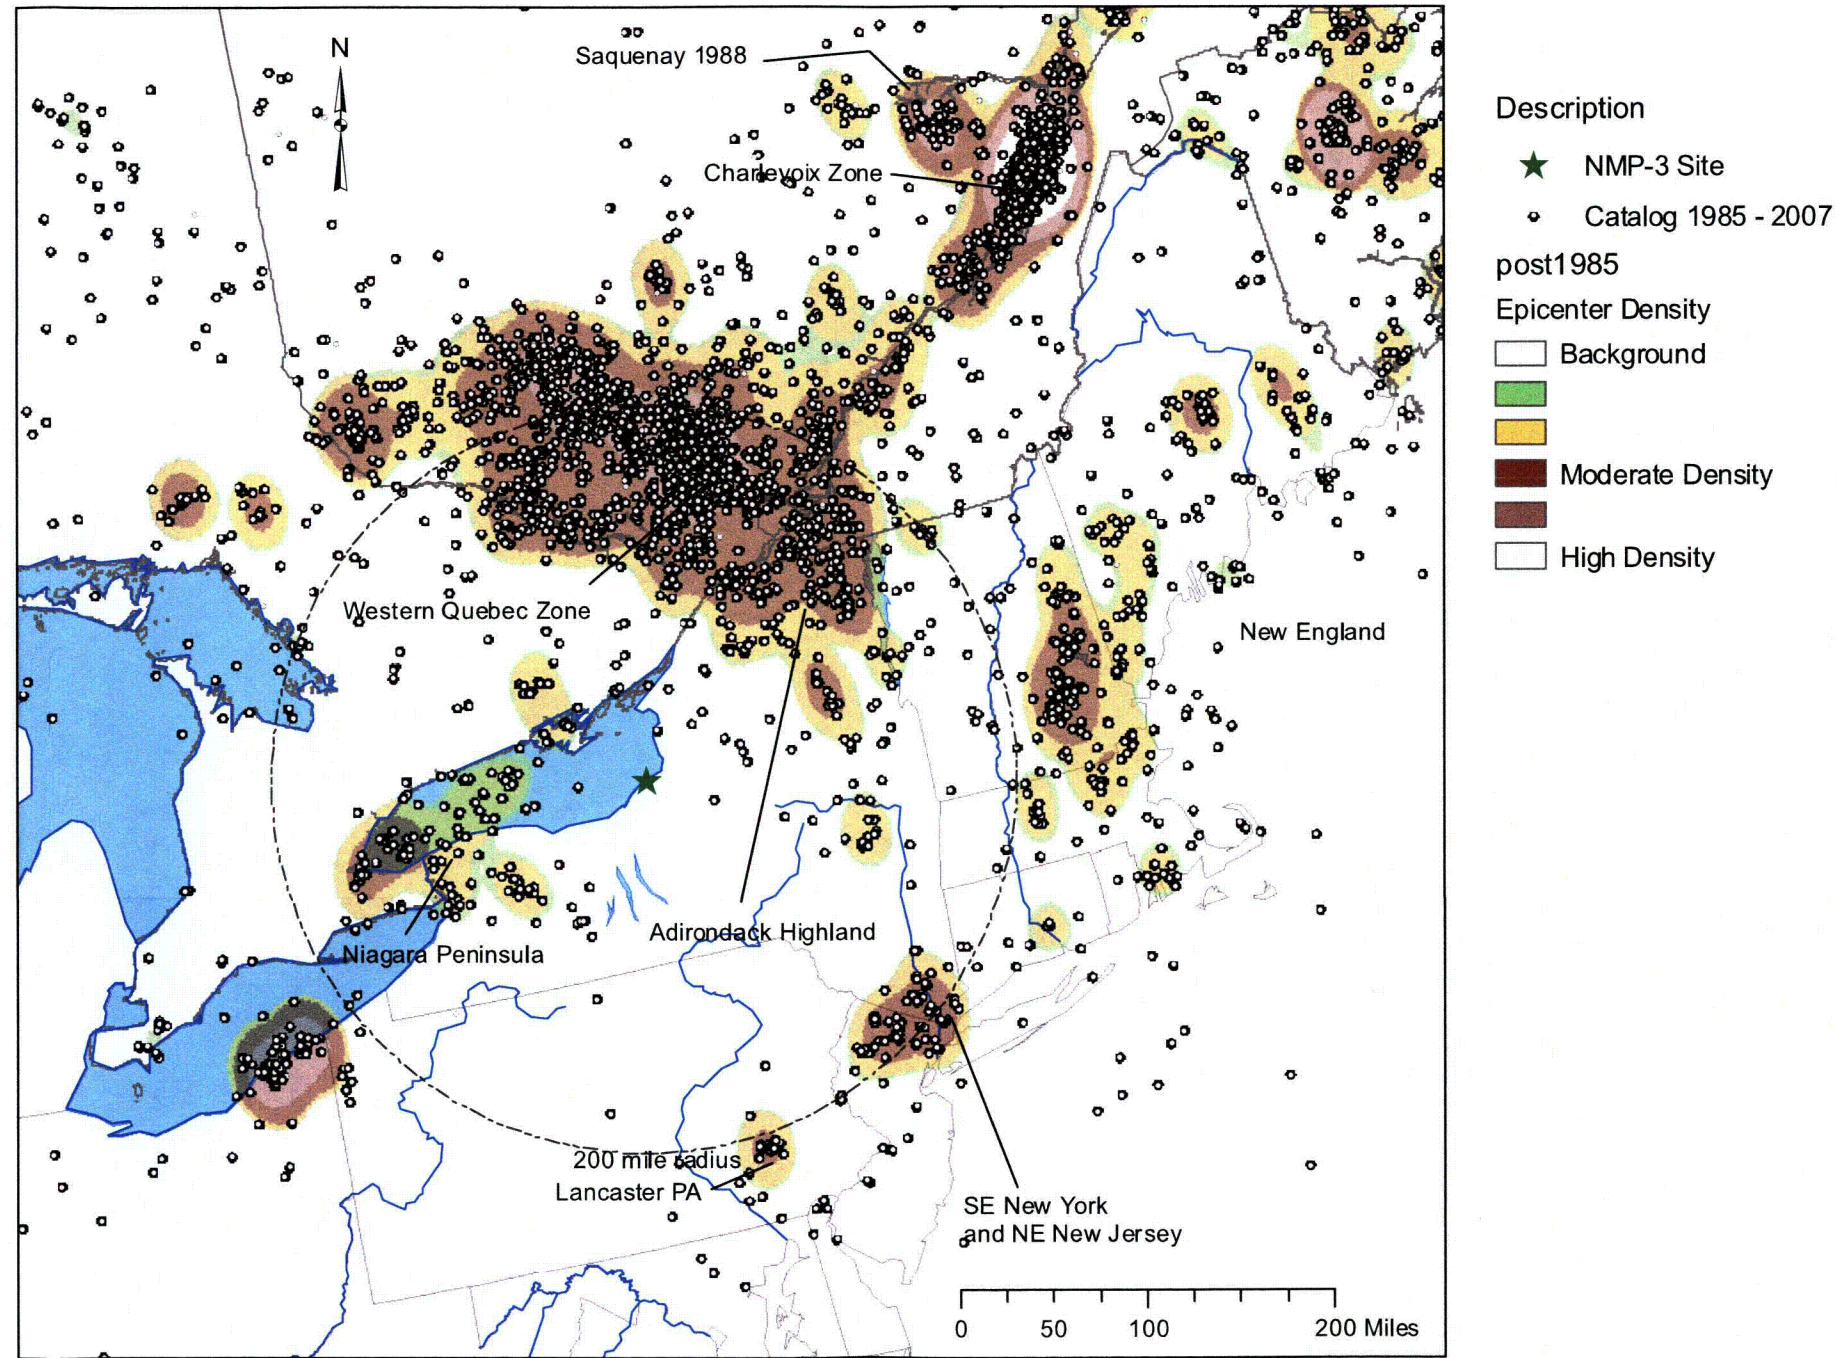 N
Saquenay 1988
Charlevoix Zone
Western Quebec Zone
New England
Adirondack Highland
Niagara Peninsula
200 mile radius
Lancaster PA
SE New York
and NE New Jersey
0 50 100 200 Miles
Description
NMP-3 Site
Catalog 1985 - 2007
post1985
Epicenter Density
Background
Moderate Density
High Density